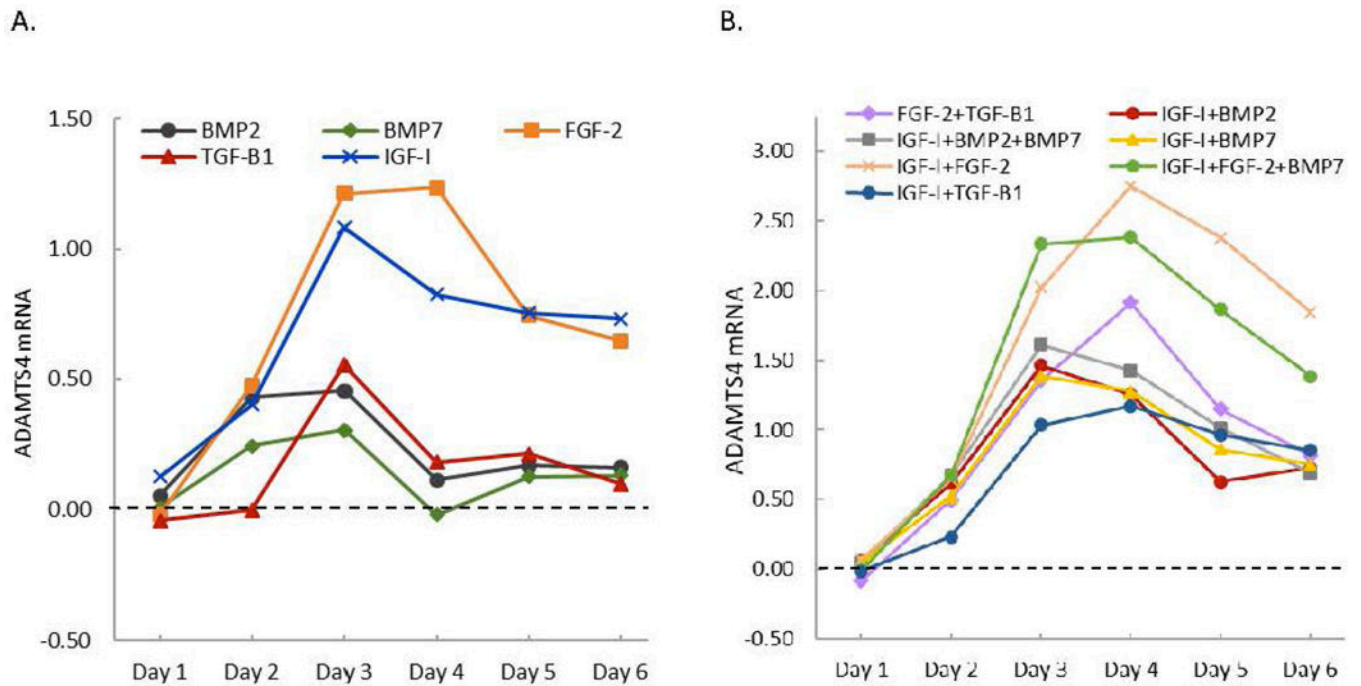 A.
ADAMTS4 mRNA
BMP2 BMP7 FGF-2
TGF-B1 IGF-I
1.50
1.00
0.50
0.00
-0.50
Day 1 Day 2 Day 3 Day 4 Day 5 Day 6
B.
ADAMTS4 mRNA
FGF-2+TGF-B1 IGF-I+BMP2
IGF-I+BMP2+BMP7 IGF-I+BMP7
IGF-I+FGF-2 IGF-I+FGF-2+BMP7
IGF-I+TGF-B1
3.00
2.50
2.00
1.50
1.00
0.50
0.00
-0.50
Day 1 Day 2 Day 3 Day 4 Day 5 Day 6